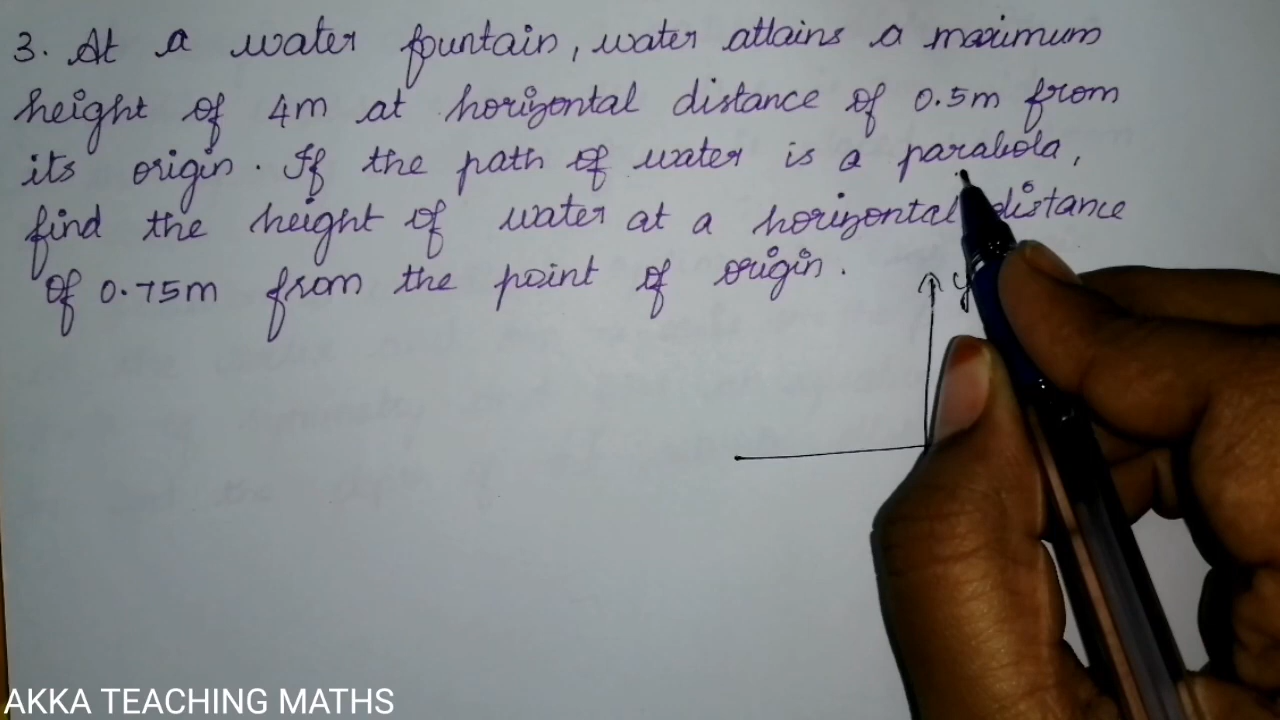 3. At a water fountain, water attains a maximum
height of 4m at horizontal distance of 0.5m from
its origin. If the path of water is a parabola,
find the height of water at a horizontal distance
of 0.75m from the point of origin.
y
AKKA TEACHING MATHS